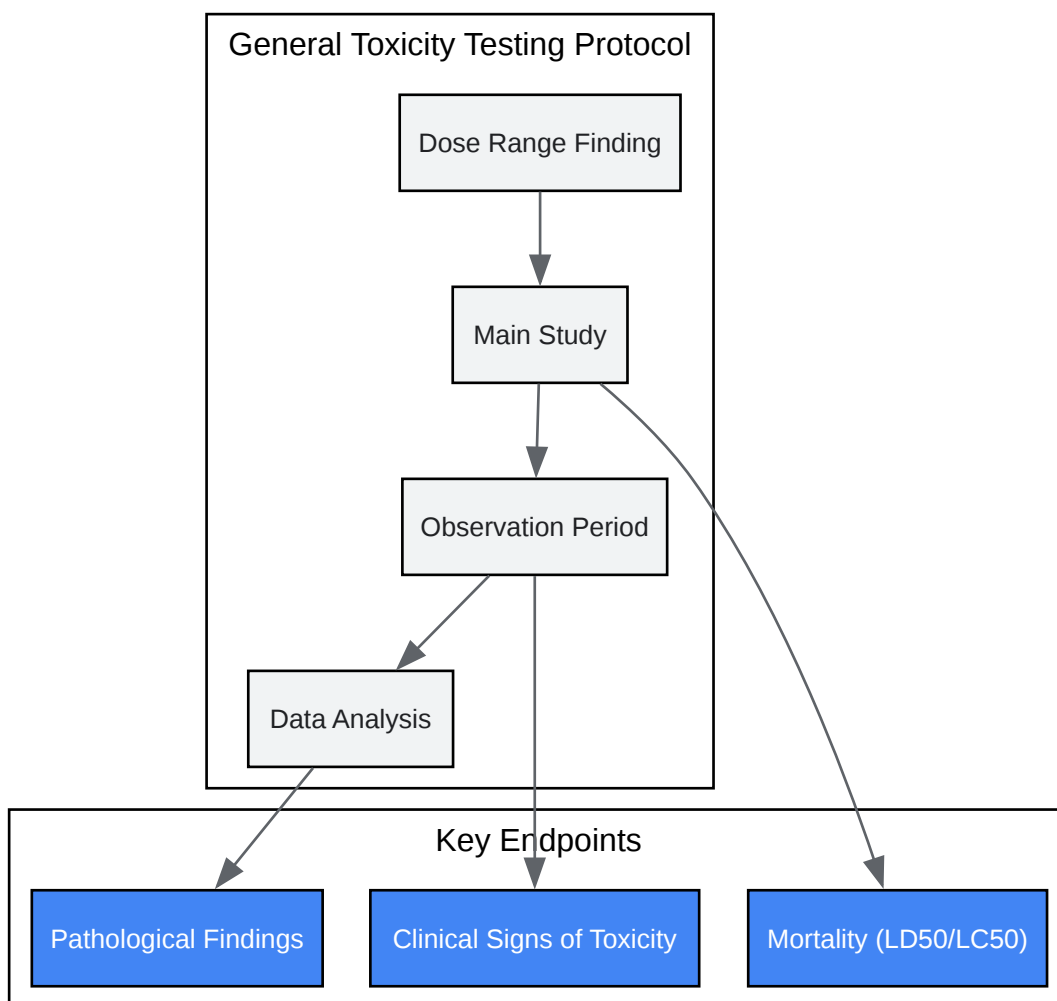 General Toxicity Testing Protocol
Dose Range Finding
Main Study
Observation Period
Data Analysis
Key Endpoints
Pathological Findings
Clinical Signs of Toxicity
Mortality (LD50/LC50)